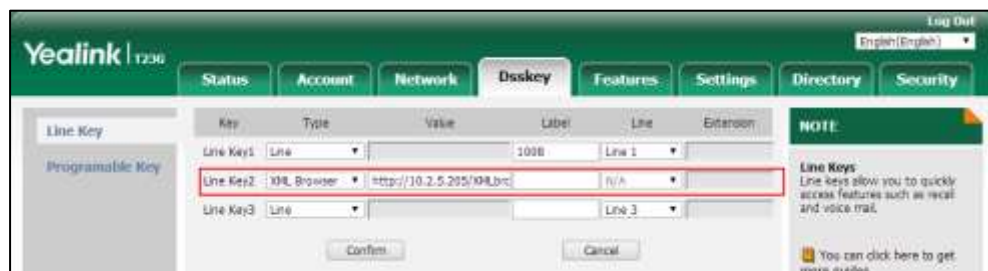 Log Out
Yealink T23G
English(English)
Status Account Network Dsskey Features Settings Directory Security
Line Key
Programable Key
Key Type Value Label Line Extension
Line Key1 Line 1008 Line 1
Line Key2 XML Browser http://10.2.5.205/XMLbrc N/A
Line Key3 Line Line 3
Confirm Cancel
NOTE
Line Keys
Line keys allow you to quickly
access features such as recall
and voice mail.
You can click here to get
more guides.